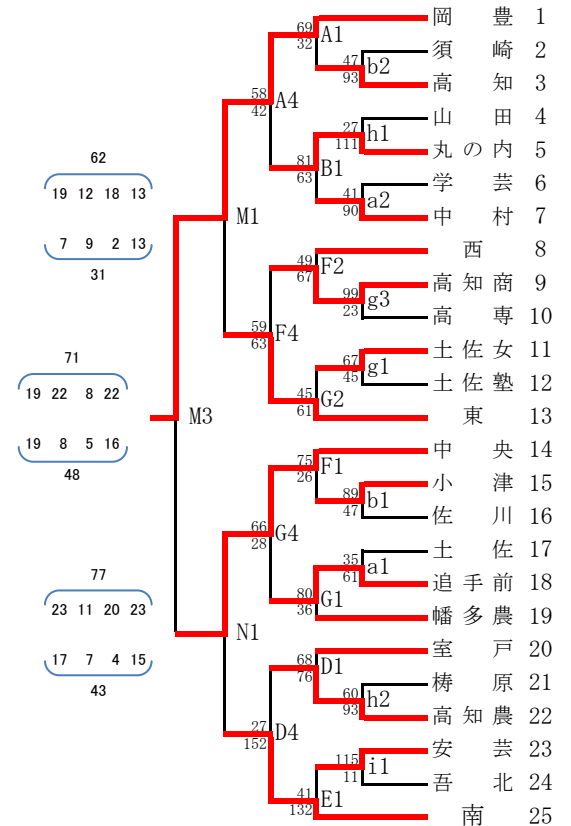 岡 豊 1
69
32
A1
須 崎 2
47
93
b2
高 知 3
58
42
A4
山 田 4
27
111
h1
丸の内 5
81
63
B1
学 芸 6
41
90
a2
中 村 7
62
19 12 18 13
7 9 2 13
31
M1
西 8
49
67
F2
高知商 9
99
23
g3
高 専 10
59
63
F4
土佐女 11
67
45
g1
土佐塾 12
45
61
G2
東 13
71
19 22 8 22
19 8 5 16
48
M3
中 央 14
75
26
F1
小 津 15
89
47
b1
佐 川 16
66
28
G4
土 佐 17
35
61
a1
追手前 18
80
36
G1
幡多農 19
77
23 11 20 23
17 7 4 15
43
N1
室 戸 20
68
76
D1
梼 原 21
60
93
h2
高知農 22
27
152
D4
安 芸 23
115
11
i1
吾 北 24
41
132
E1
南 25